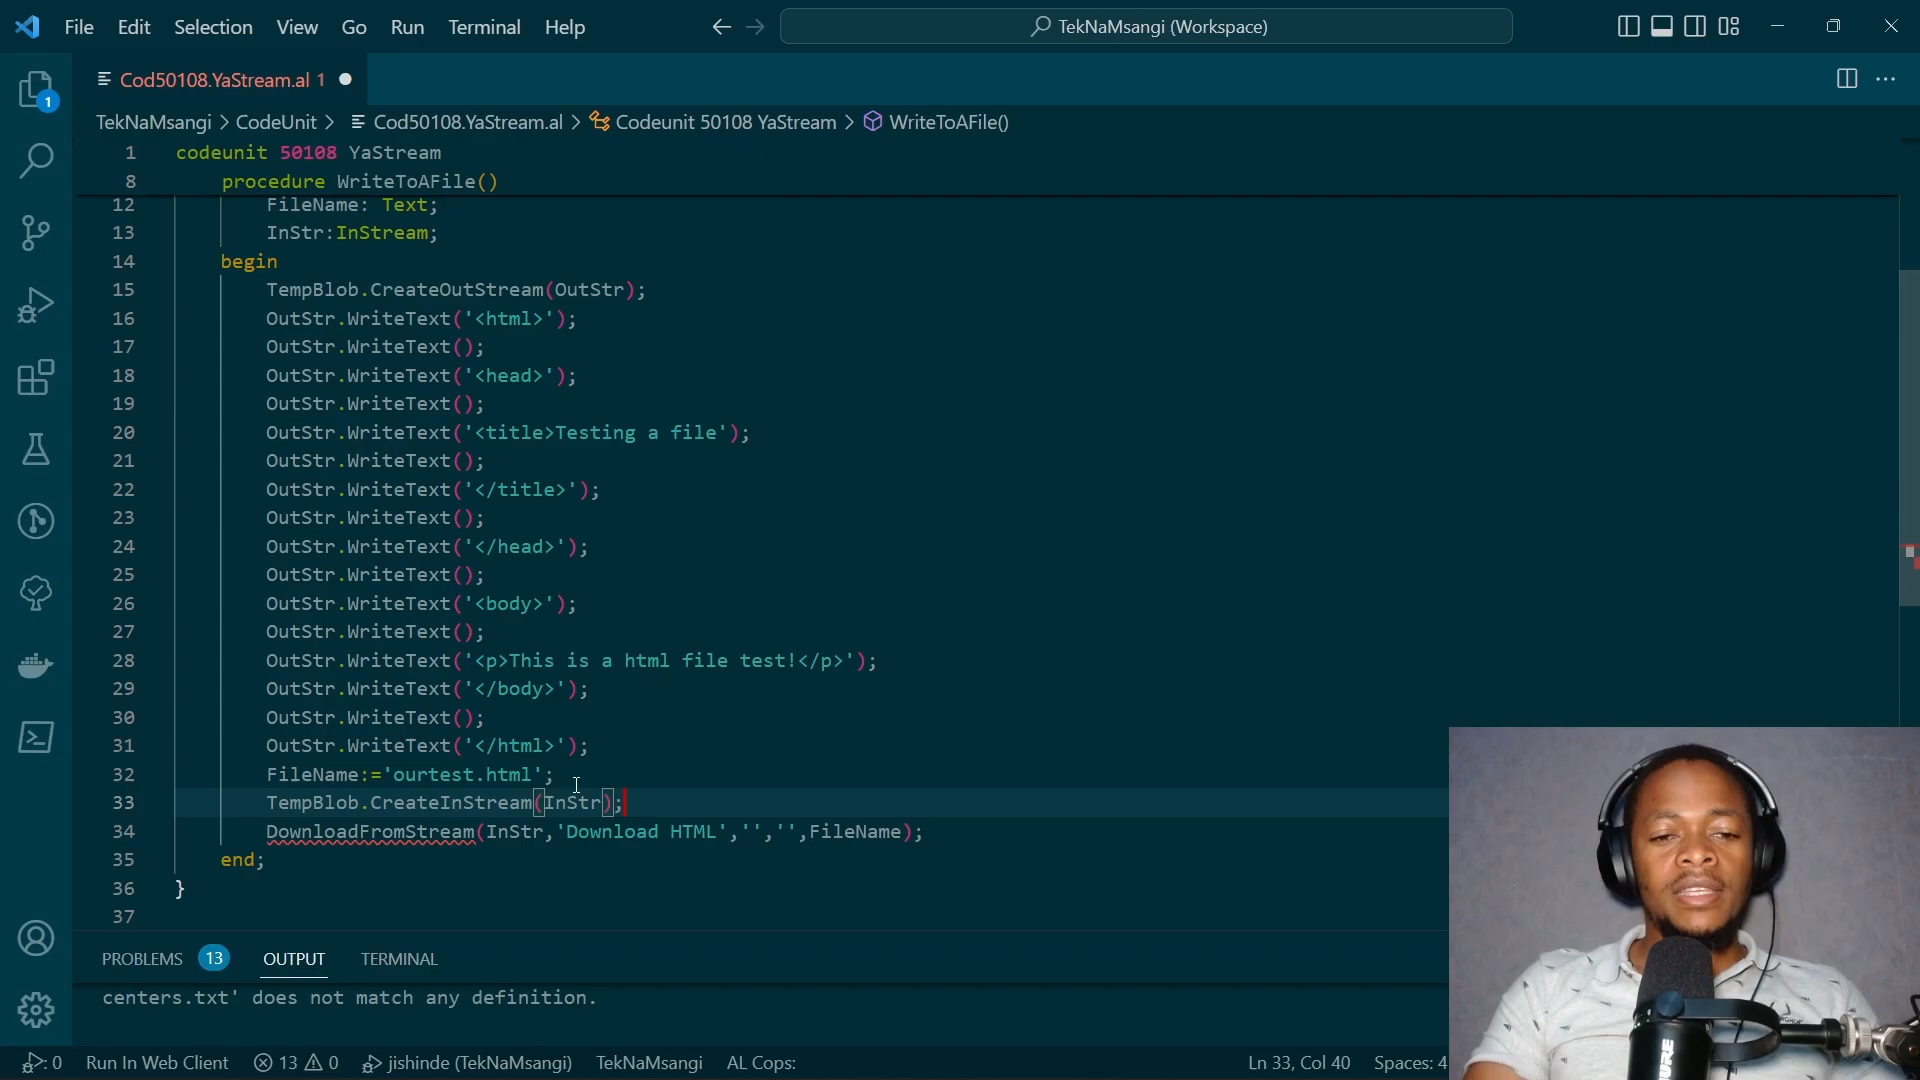 File Edit Selection View Go Run Terminal Help
TekNaMsangi (Workspace)
Cod50108.YaStream.al 1
TekNaMsangi > CodeUnit > Cod50108.YaStream.al > Codeunit 50108 YaStream > WriteToAFile()
1 codeunit 50108 YaStream
8 procedure WriteToAFile()
12 FileName: Text;
13 InStr:InStream;
14 begin
15 TempBlob.CreateOutStream(OutStr);
16 OutStr.WriteText('<html>');
17 OutStr.WriteText();
18 OutStr.WriteText('<head>');
19 OutStr.WriteText();
20 OutStr.WriteText('<title>Testing a file');
21 OutStr.WriteText();
22 OutStr.WriteText('</title>');
23 OutStr.WriteText();
24 OutStr.WriteText('</head>');
25 OutStr.WriteText();
26 OutStr.WriteText('<body>');
27 OutStr.WriteText();
28 OutStr.WriteText('<p>This is a html file test!</p>');
29 OutStr.WriteText('</body>');
30 OutStr.WriteText();
31 OutStr.WriteText('</html>');
32 FileName:='ourtest.html';
33 TempBlob.CreateInStream(InStr);
34 DownloadFromStream(InStr,'Download HTML','','',FileName);
35 end;
36 }
37
PROBLEMS 13 OUTPUT TERMINAL
centers.txt' does not match any definition.
0 Run In Web Client 13 0 jishinde (TekNaMsangi) TekNaMsangi AL Cops: Ln 33, Col 40 Spaces: 4